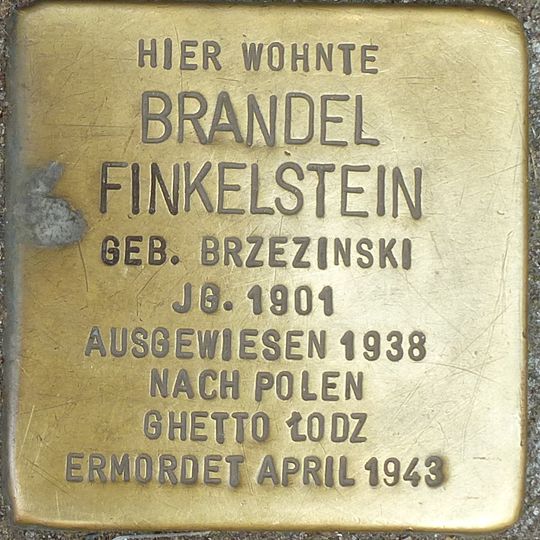 HIER WOHNTE
BRANDEL
FINKELSTEIN
GEB. BRZEZINSKI
JG. 1901
AUSGEWIESEN 1938
NACH POLEN
GHETTO ŁODZ
ERMORDET APRIL 1943